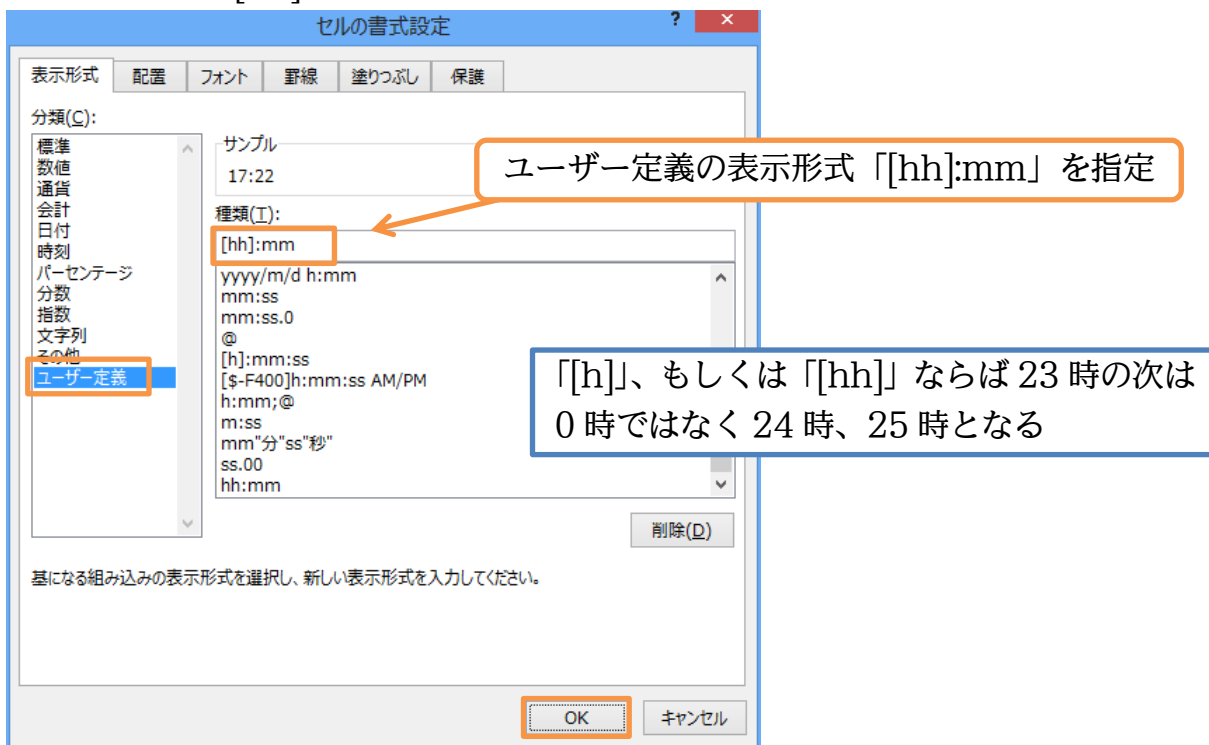 セルの書式設定
?
×
表示形式
配置
フォント
罫線
塗りつぶし
保護
分類(C):
標準
数値
通貨
会計
日付
時刻
パーセンテージ
分数
指数
文字列
その他
ユーザー定義
サンプル
17:22
ユーザー定義の表示形式「[hh]:mm」を指定
種類(T):
[hh]:mm
yyyy/m/d h:mm
mm:ss
mm:ss.0
@
[h]:mm:ss
[$-F400]h:mm:ss AM/PM
h:mm;@
m:ss
mm"分"ss"秒"
ss.00
hh:mm
「[h]」、もしくは「[hh]」ならば 23 時の次は
0 時ではなく 24 時、25 時となる
削除(D)
基になる組み込みの表示形式を選択し、新しい表示形式を入力してください。
OK
キャンセル